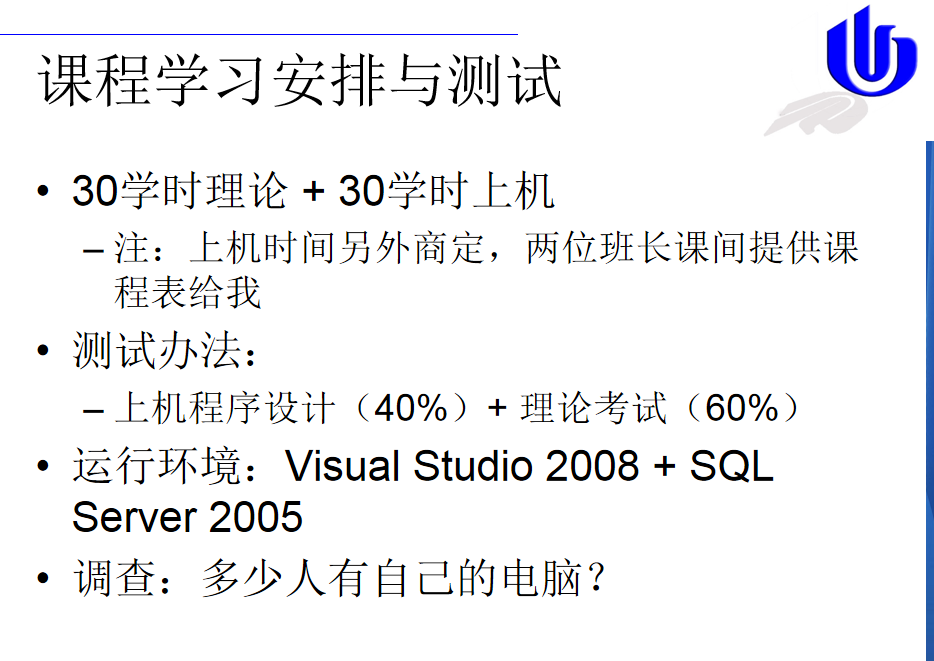 课程学习安排与测试
• 30学时理论 + 30学时上机
– 注：上机时间另外商定，两位班长课间提供课
程表给我
• 测试办法：
– 上机程序设计（40%）+ 理论考试（60%）
• 运行环境：Visual Studio 2008 + SQL
Server 2005
• 调查：多少人有自己的电脑？